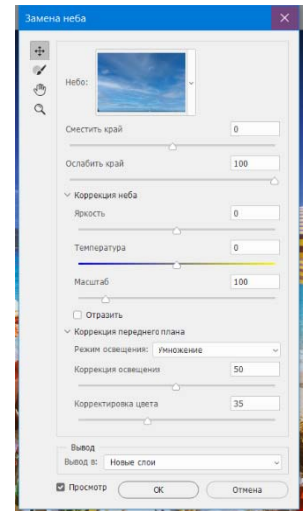 Замена неба
Небо:
Сместить край 0
Ослабить край 100
Коррекция неба
Яркость 0
Температура 0
Масштаб 100
Отразить
Коррекция переднего плана
Режим освещения: Умножение
Коррекция освещени 50
Корректировка цвета 35
Вывод
Вывод в: Новые слои
Просмотр OK Отмена